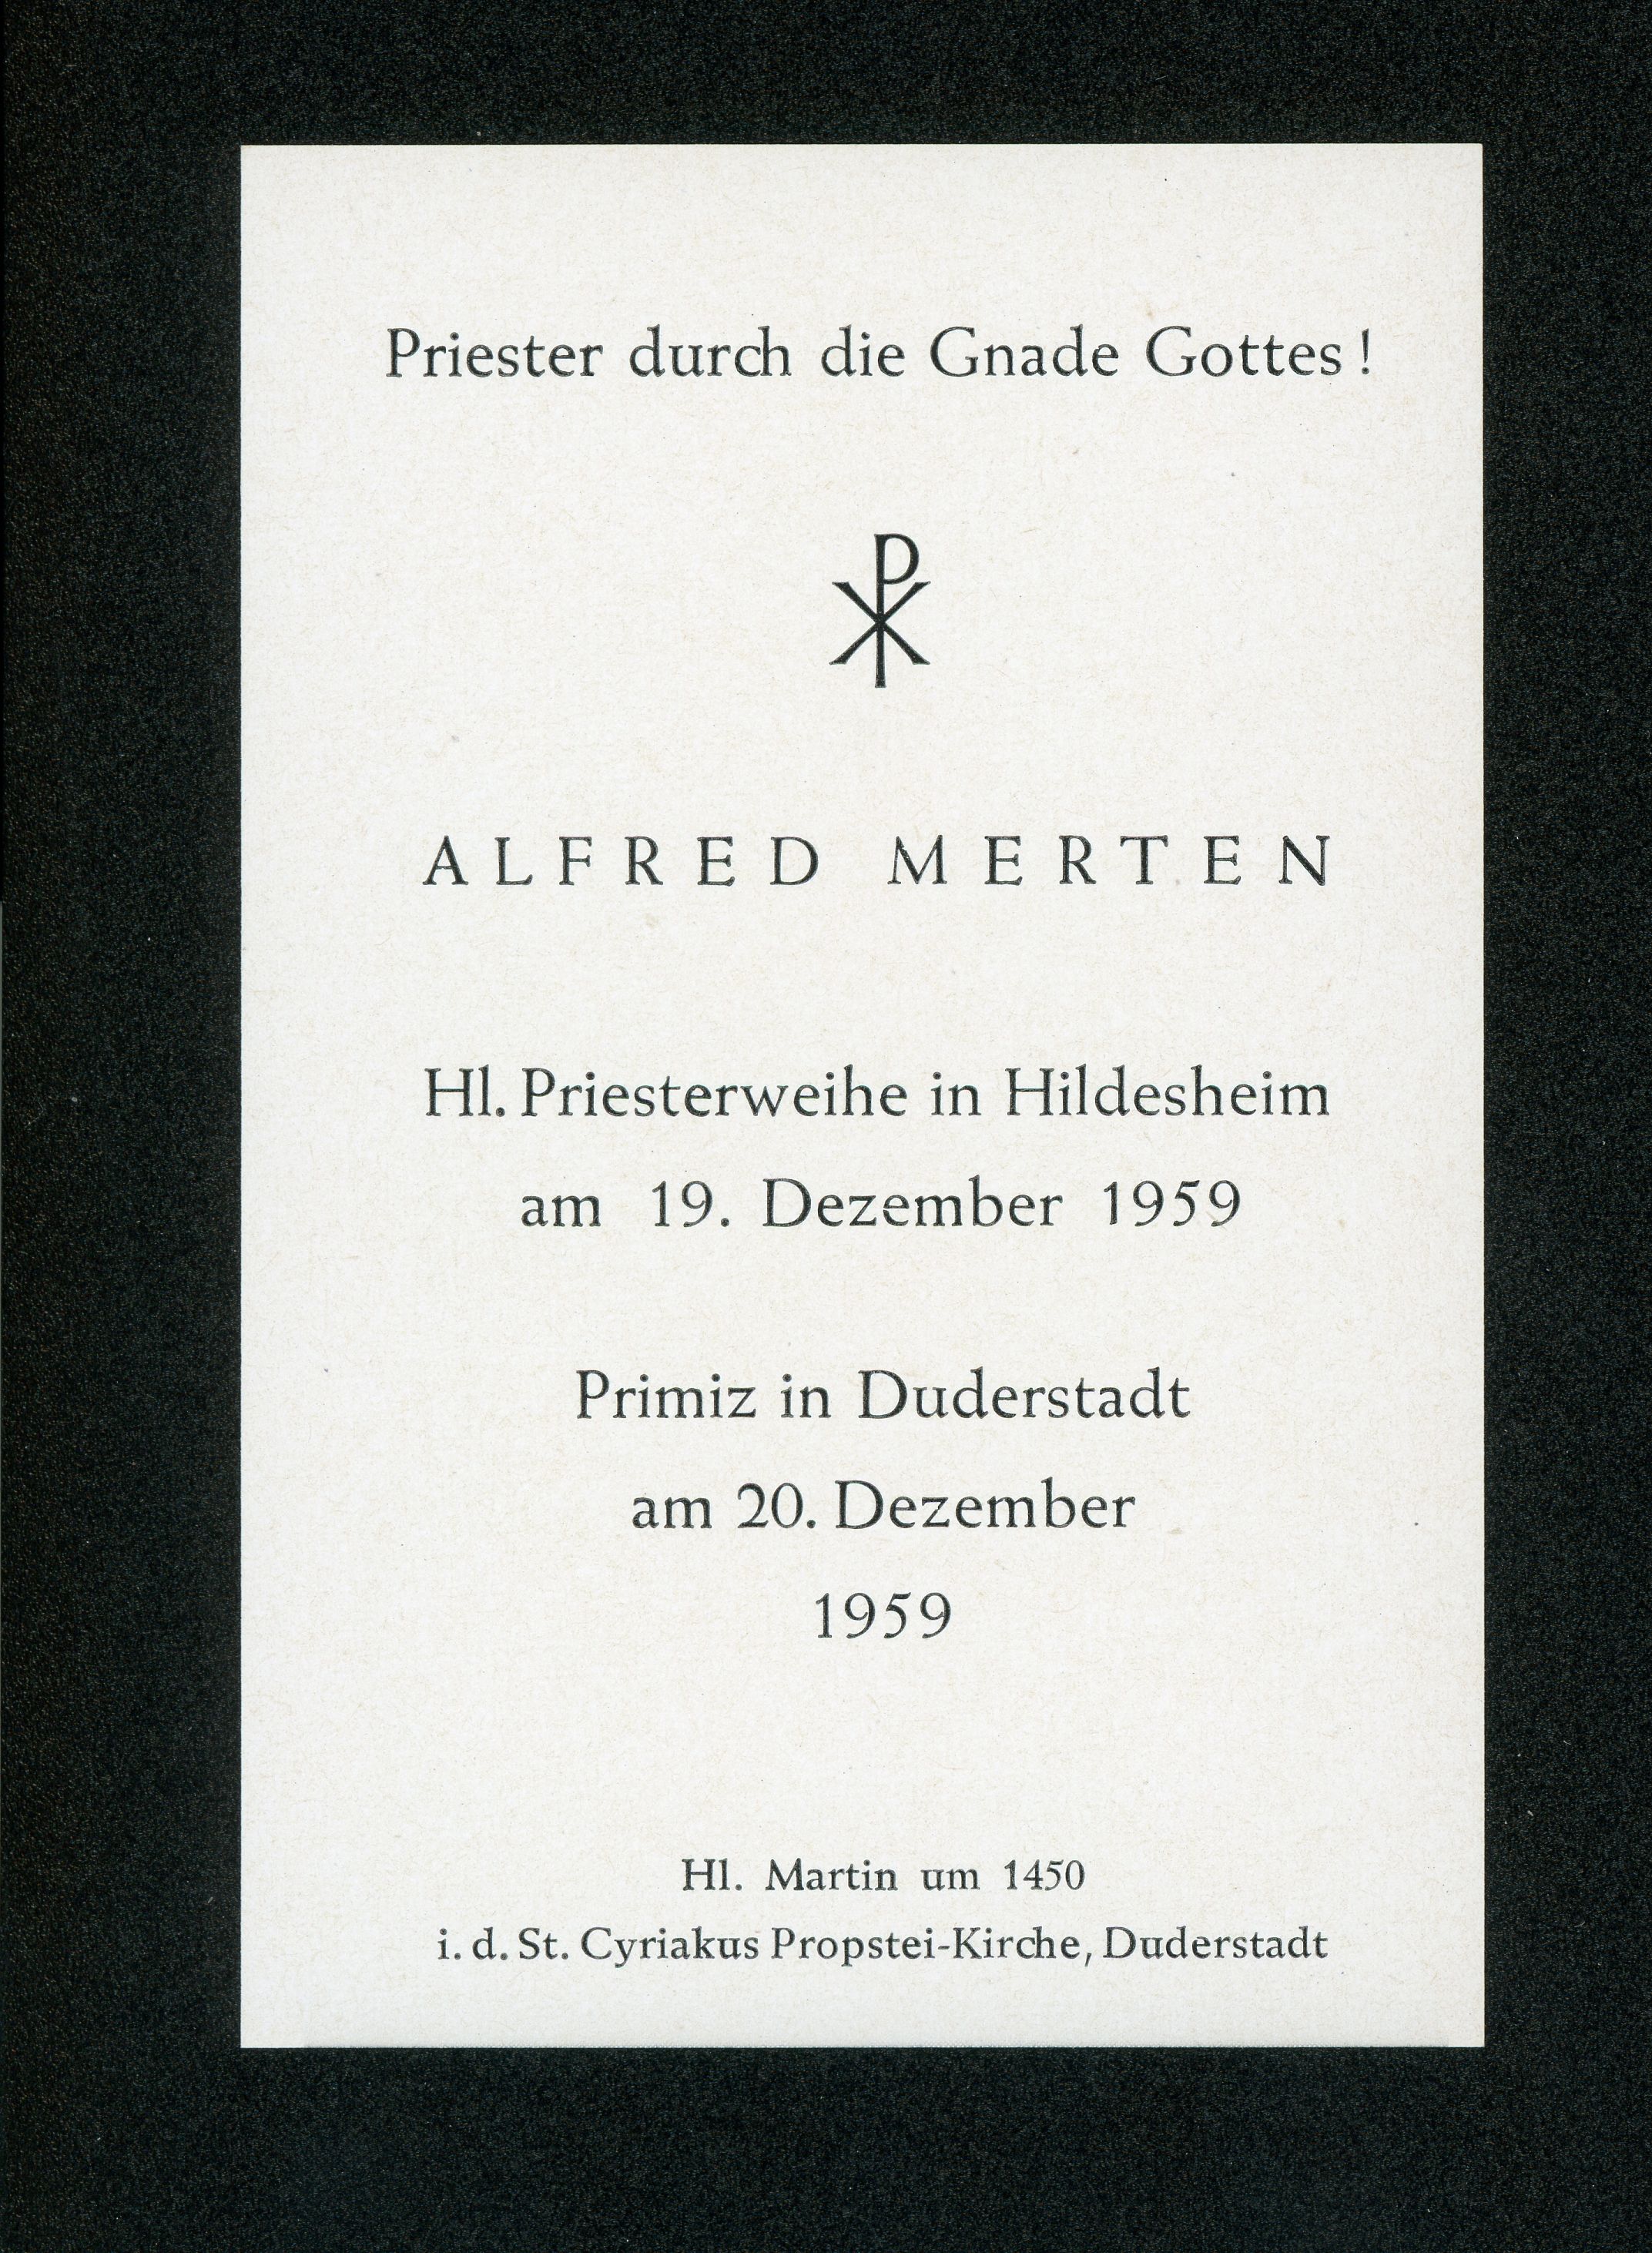 Priester durch die Gnade Gottes!
☧
ALFRED MERTEN
Hl. Priesterweihe in Hildesheim
am 19. Dezember 1959
Primiz in Duderstadt
am 20. Dezember
1959
Hl. Martin um 1450
i. d. St. Cyriakus Propstei-Kirche, Duderstadt